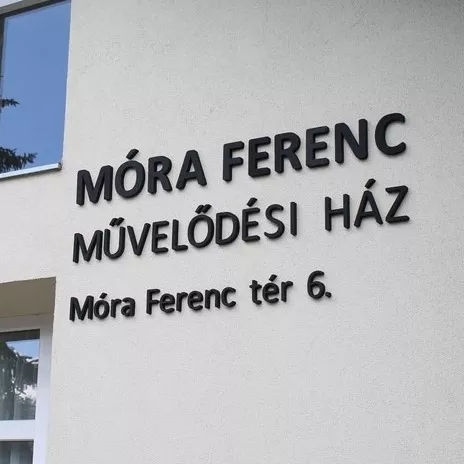 MÓRA FERENC
MŰVELŐDÉSI HÁZ
Móra Ferenc tér 6.